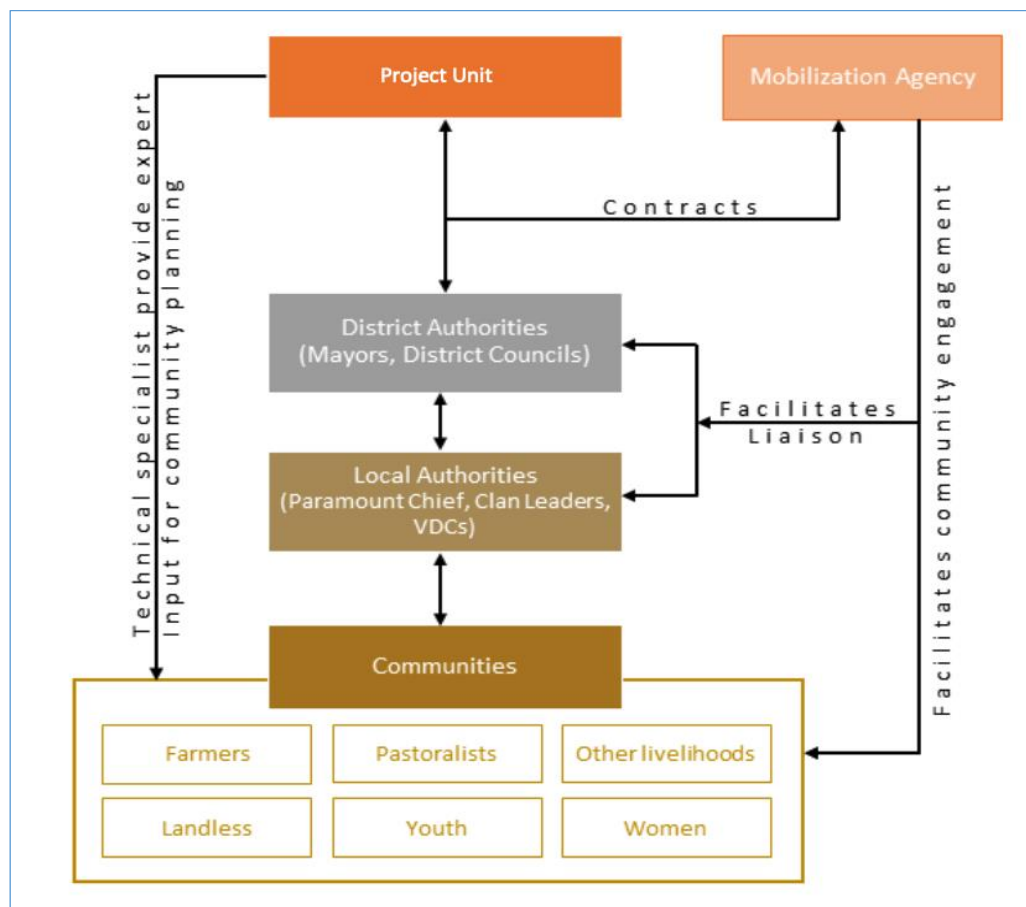 Project Unit
Mobilization Agency
Technical specialist provide expert
Input for community planning
Contracts
Facilitates community engagement
District Authorities
(Mayors, District Councils)
Facilitates
Liaison
Local Authorities
(Paramount Chief, Clan Leaders,
VDCs)
Communities
Farmers
Pastoralists
Other livelihoods
Landless
Youth
Women